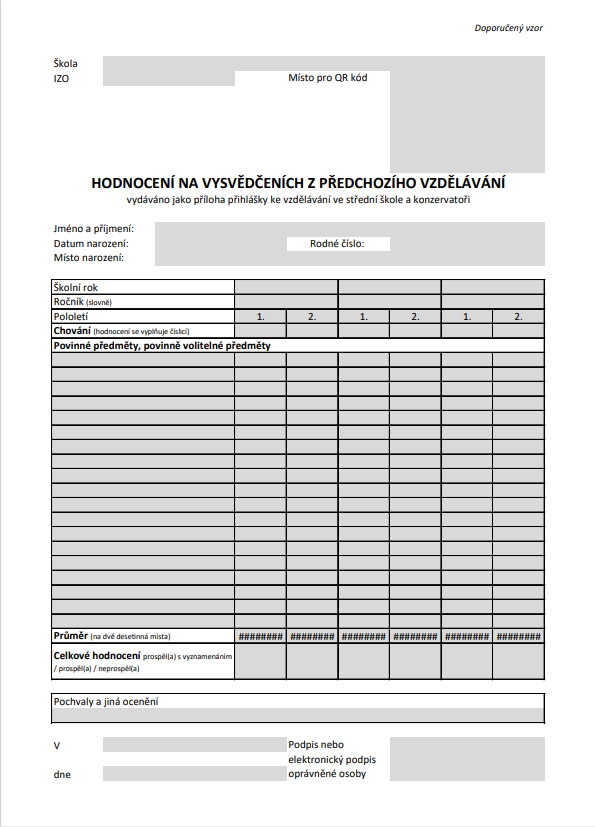 Doporučený vzor
Škola
IZO Místo pro QR kód
HODNOCENÍ NA VYSVĚDČENÍCH Z PŘEDCHOZÍHO VZDĚLÁVÁNÍ
vydáváno jako příloha přihlášky ke vzdělávání ve střední škole a konzervatoři
Jméno a příjmení:
Datum narození: Rodné číslo:
Místo narození:
Školní rok
Ročník (slovně)
Pololetí 1. 2. 1. 2. 1. 2.
Chování (hodnocení se vyplňuje číslicí)
Povinné předměty, povinně volitelné předměty
Průměr (na dvě desetinná místa) ######## ######## ######## ######## ######## ########
Celkové hodnocení prospěl(a) s vyznamenáním
/ prospěl(a) / neprospěl(a)
Pochvaly a jiná ocenění
V Podpis nebo
elektronický podpis
dne oprávněné osoby